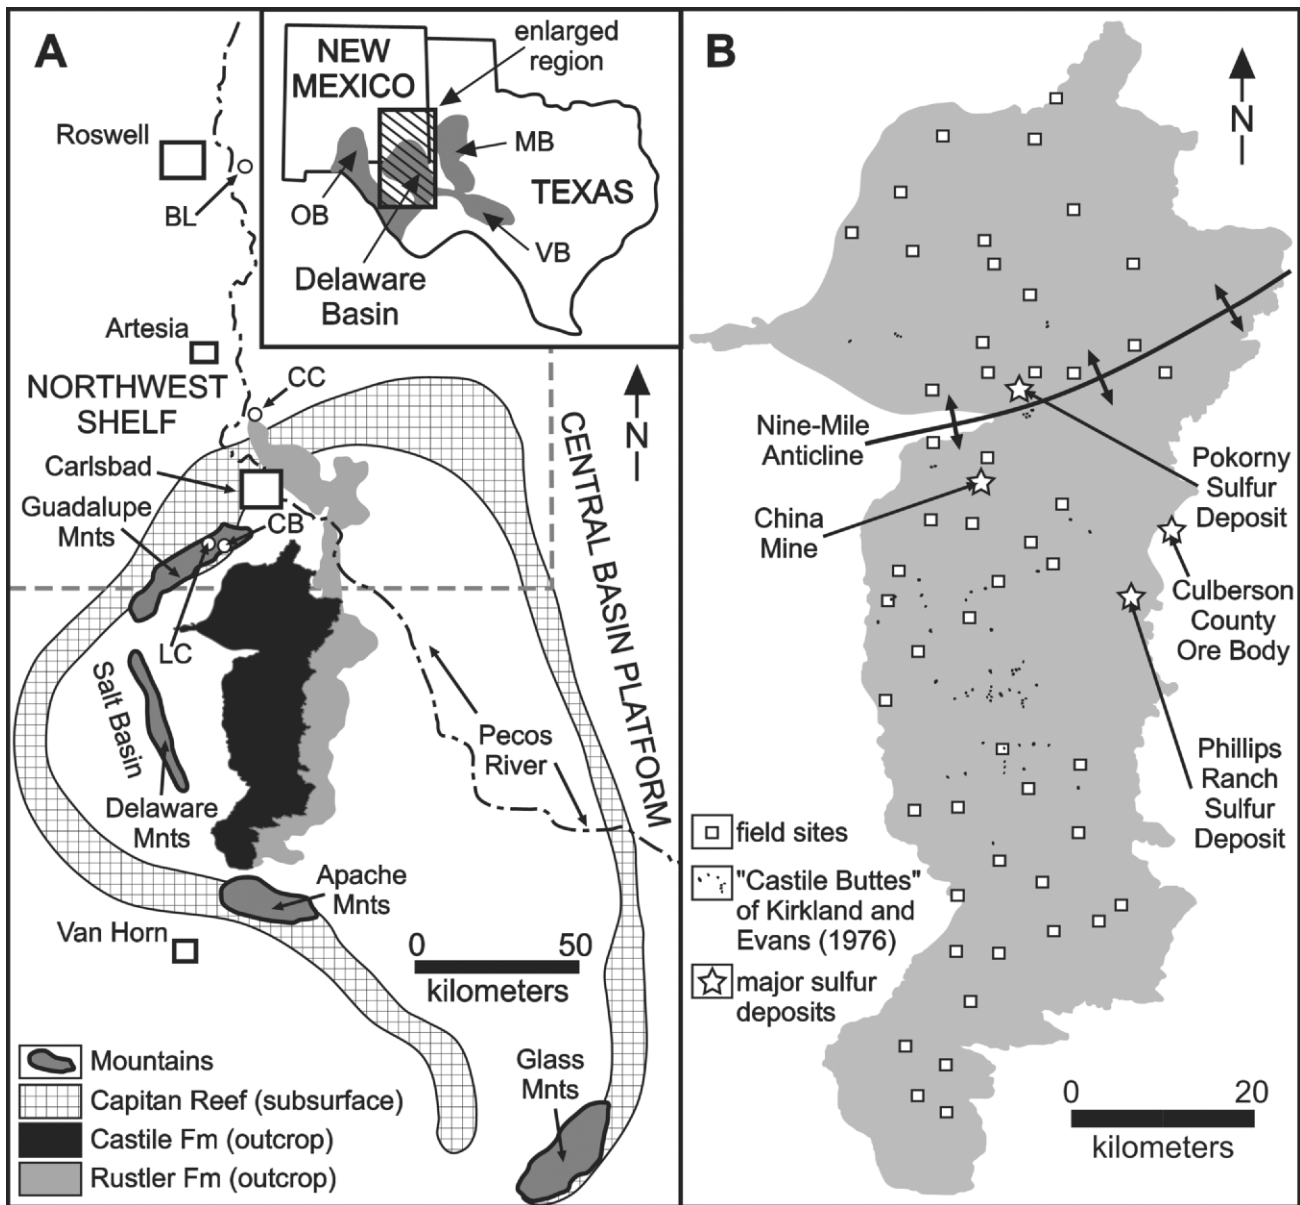 A
NEW
MEXICO
enlarged
region
MB
TEXAS
OB
VB
Delaware
Basin
Roswell
BL
Artesia
NORTHWEST
SHELF
CC
N
Carlsbad
Guadalupe
Mnts
CB
LC
CENTRAL BASIN PLATFORM
Salt Basin
Pecos
River
Delaware
Mnts
Apache
Mnts
Van Horn
0 50
kilometers
Glass
Mnts
Mountains
Capitan Reef (subsurface)
Castile Fm (outcrop)
Rustler Fm (outcrop)
B
N
Nine-Mile
Anticline
Pokorny
Sulfur
Deposit
China
Mine
Culberson
County
Ore Body
Phillips
Ranch
Sulfur
Deposit
field sites
"Castile Buttes"
of Kirkland and
Evans (1976)
major sulfur
deposits
0 20
kilometers